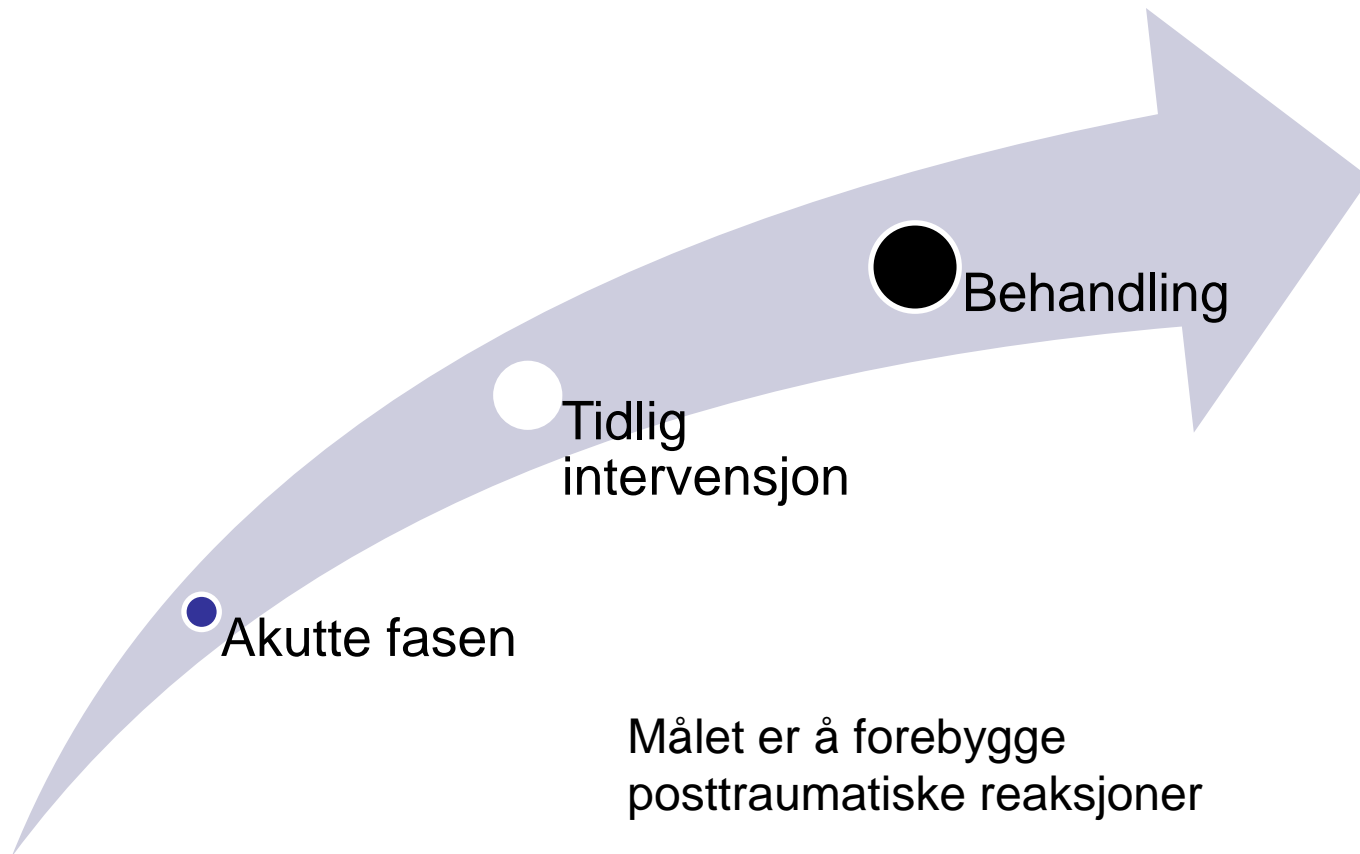 Behandling
Tidlig
intervensjon
Akutte fasen
Målet er å forebygge
posttraumatiske reaksjoner